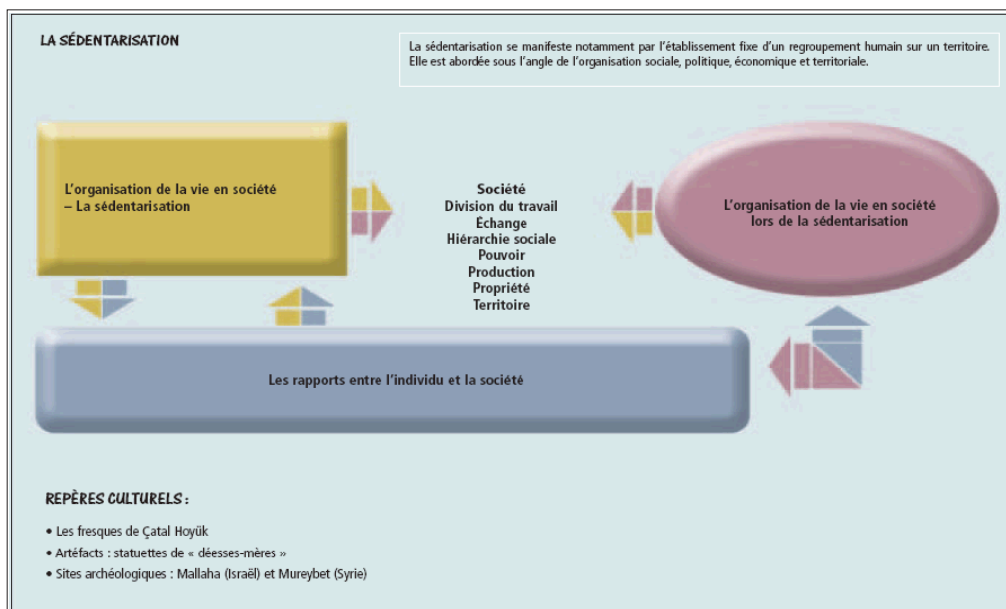 LA SÉDENTARISATION
La sédentarisation se manifeste notamment par l'établissement fixe d'un regroupement humain sur un territoire.
Elle est abordée sous l'angle de l'organisation sociale, politique, économique et territoriale.
L'organisation de la vie en société
– La sédentarisation
Société
Division du travail
Échange
Hiérarchie sociale
Pouvoir
Production
Propriété
Territoire
L'organisation de la vie en société
lors de la sédentarisation
Les rapports entre l'individu et la société
REPÈRES CULTURELS :
• Les fresques de Çatal Hoyük
• Artéfacts : statuettes de « déesses-mères »
• Sites archéologiques : Mallaha (Israël) et Mureybet (Syrie)